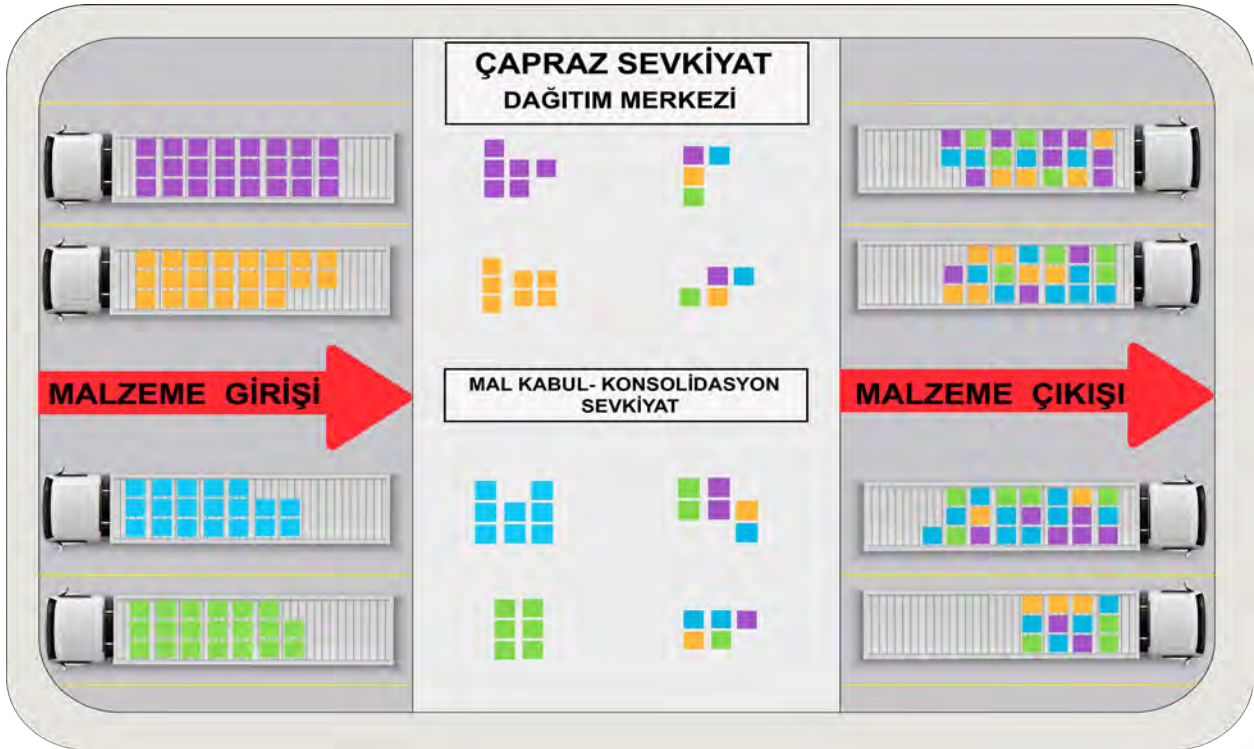 ÇAPRAZ SEVKİYAT
DAĞITIM MERKEZİ
MALZEME GİRİŞİ
MAL KABUL- KONSOLİDASYON
SEVKİYAT
MALZEME ÇIKIŞI